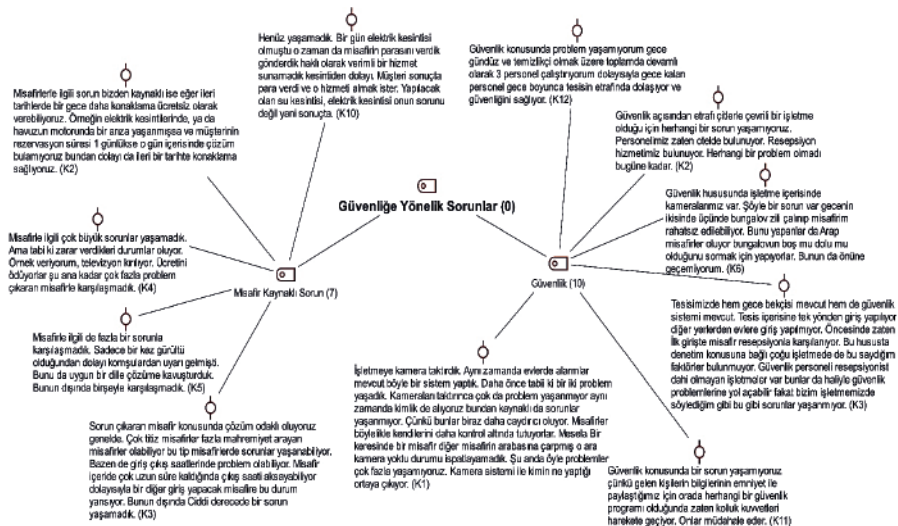 Henüz yaşamadık. Bir gün elektrik kesintisi
olmuştu o zaman da misafirin parasını verdik
gönderdik haklı olarak verimli bir hizmet
sunamadık kesintiden dolayı. Müşteri sonuçta
para verdi ve o hizmeti almak ister. Yapılacak
olan su kesintisi, elektrik kesintisi onun sorunu
değil yeni sonuçta. (K10)
Güvenlik konusunda problem yaşamıyorum gece
gündüz ve temizlikçi olmak üzere toplamda devamlı
olarak 3 personel çalıştırıyorum dolayısıyla gece kalan
personel gece boyunca tesisin etrafında dolaşıyor ve
güvenliğini sağlıyor. (K12)
Misafirlerle ilgili sorun bizden kaynaklı ise eğer ileri
tarihlerde bir gece daha konaklama ücretsiz olarak
verebiliyoruz. Örneğin elektrik kesintilerinde, ya da
havuzun motorunda bir arıza yaşanmışsa ve müşterinin
rezervasyon süresi 1 günlükse o gün içerisinde çözüm
bulamıyoruz bundan dolayı da ileri bir tarihte konaklama
sağlıyoruz. (K2)
Güvenlik açısından etrafı çitlerle çevrili bir işletme
olduğu için herhangi bir sorun yaşamıyoruz.
Personelimiz zaten otelde bulunuyor. Resepsiyon
hizmetimiz bulunuyor. Herhangi bir problem olmadı
bugüne kadar. (K2)
Güvenliğe Yönelik Sorunlar (0)
Güvenlik hususunda işletme içerisinde
kameralarımız var. Şöyle bir sorun var gecenin
ikisinde üçünde bungalov zili çalınıp misafirim
rahatsız edilebiliyor. Bunu yapanlar da Arap
misafirler oluyor bungalovun boş mu dolu mu
olduğunu sormak için yapıyorlar. Bunun da önüne
geçemiyorum. (K6)
Misafirle ilgili çok büyük sorunlar yaşamadık.
Ama tabi ki zarar verdikleri durumlar oluyor.
Örnek veriyorum, televizyon kırılıyor. Ücretini
ödüyorlar şu ana kadar çok fazla problem
çıkaran misafirle karşılaşmadık. (K4)
Misafir Kaynaklı Sorun (7)
Güvenlik (10)
Tesisimizde hem gece bekçisi mevcut hem de güvenlik
sistemi mevcut. Tesis içerisine tek yönden giriş yapılıyor
diğer yerlerden evlere giriş yapılmıyor. Öncesinde zaten
ilk girişte misafir resepsiyonla karşılanıyor. Bu hususta
denetim konusuna bağlı çoğu işletmede de bu saydığım
faktörler bulunmuyor. Güvenlik personeli resepsiyonist
dahi olmayan işletmeler var bunlar da haliyle güvenlik
problemlerine yol açabilir fakat bizim işletmemizde
söylediğim gibi bu gibi sorunlar yaşanmıyor. (K3)
Misafirle ilgili de fazla bir sorunla
karşılaşmadık. Sadece bir kez gürültü
olduğundan dolayı komşulardan uyarı gelmişti.
Bunu da uygun bir dille çözüme kavuşturduk.
Bunun dışında birşeyle karşılaşmadık. (K5)
İşletmeye kamera taktırdık. Aynı zamanda evlerde alarmlar
mevcut böyle bir sistem yaptık. Daha önce tabii ki bir iki problem
yaşadık. Kameraları taktırınca çok da problem yaşanmıyor aynı
zamanda kimlik de alıyoruz bundan kaynaklı da sorunlar
yaşanmıyor. Çünkü bunlar biraz daha caydırıcı oluyor. Misafirler
böylelikle kendilerini daha kontrol altında tutuyorlar. Mesela Bir
keresinde bir misafir diğer misafirin arabasına çarpmış o ara
kamera yoktu durumu ispatlayamadık. Şu anda öyle problemler
çok fazla yaşamıyoruz. Kamera sistemi ile kimin ne yaptığı
ortaya çıkıyor. (K1)
Sorun çıkaran misafir konusunda çözüm odaklı oluyoruz
genelde. Çok titiz misafirler fazla mahremiyet arayan
misafirler olabiliyor bu tip misafirlerde sorunlar yaşanabiliyor.
Bazen de giriş çıkış saatlerinde problem olabiliyor. Misafir
içeride çok uzun süre kaldığında çıkış saati aksayabiliyor
dolayısıyla bir diğer giriş yapacak misafire bu durum
yansıyor. Bunun dışında Ciddi derecede bir sorun
yaşamadık. (K3)
Güvenlik konusunda bir sorun yaşamıyoruz
çünkü gelen kişilerin bilgilerinin emniyet ile
paylaştığımız için orada herhangi bir güvenlik
programı olduğunda zaten kolluk kuvvetleri
harekete geçiyor. Onlar müdahale eder. (K11)